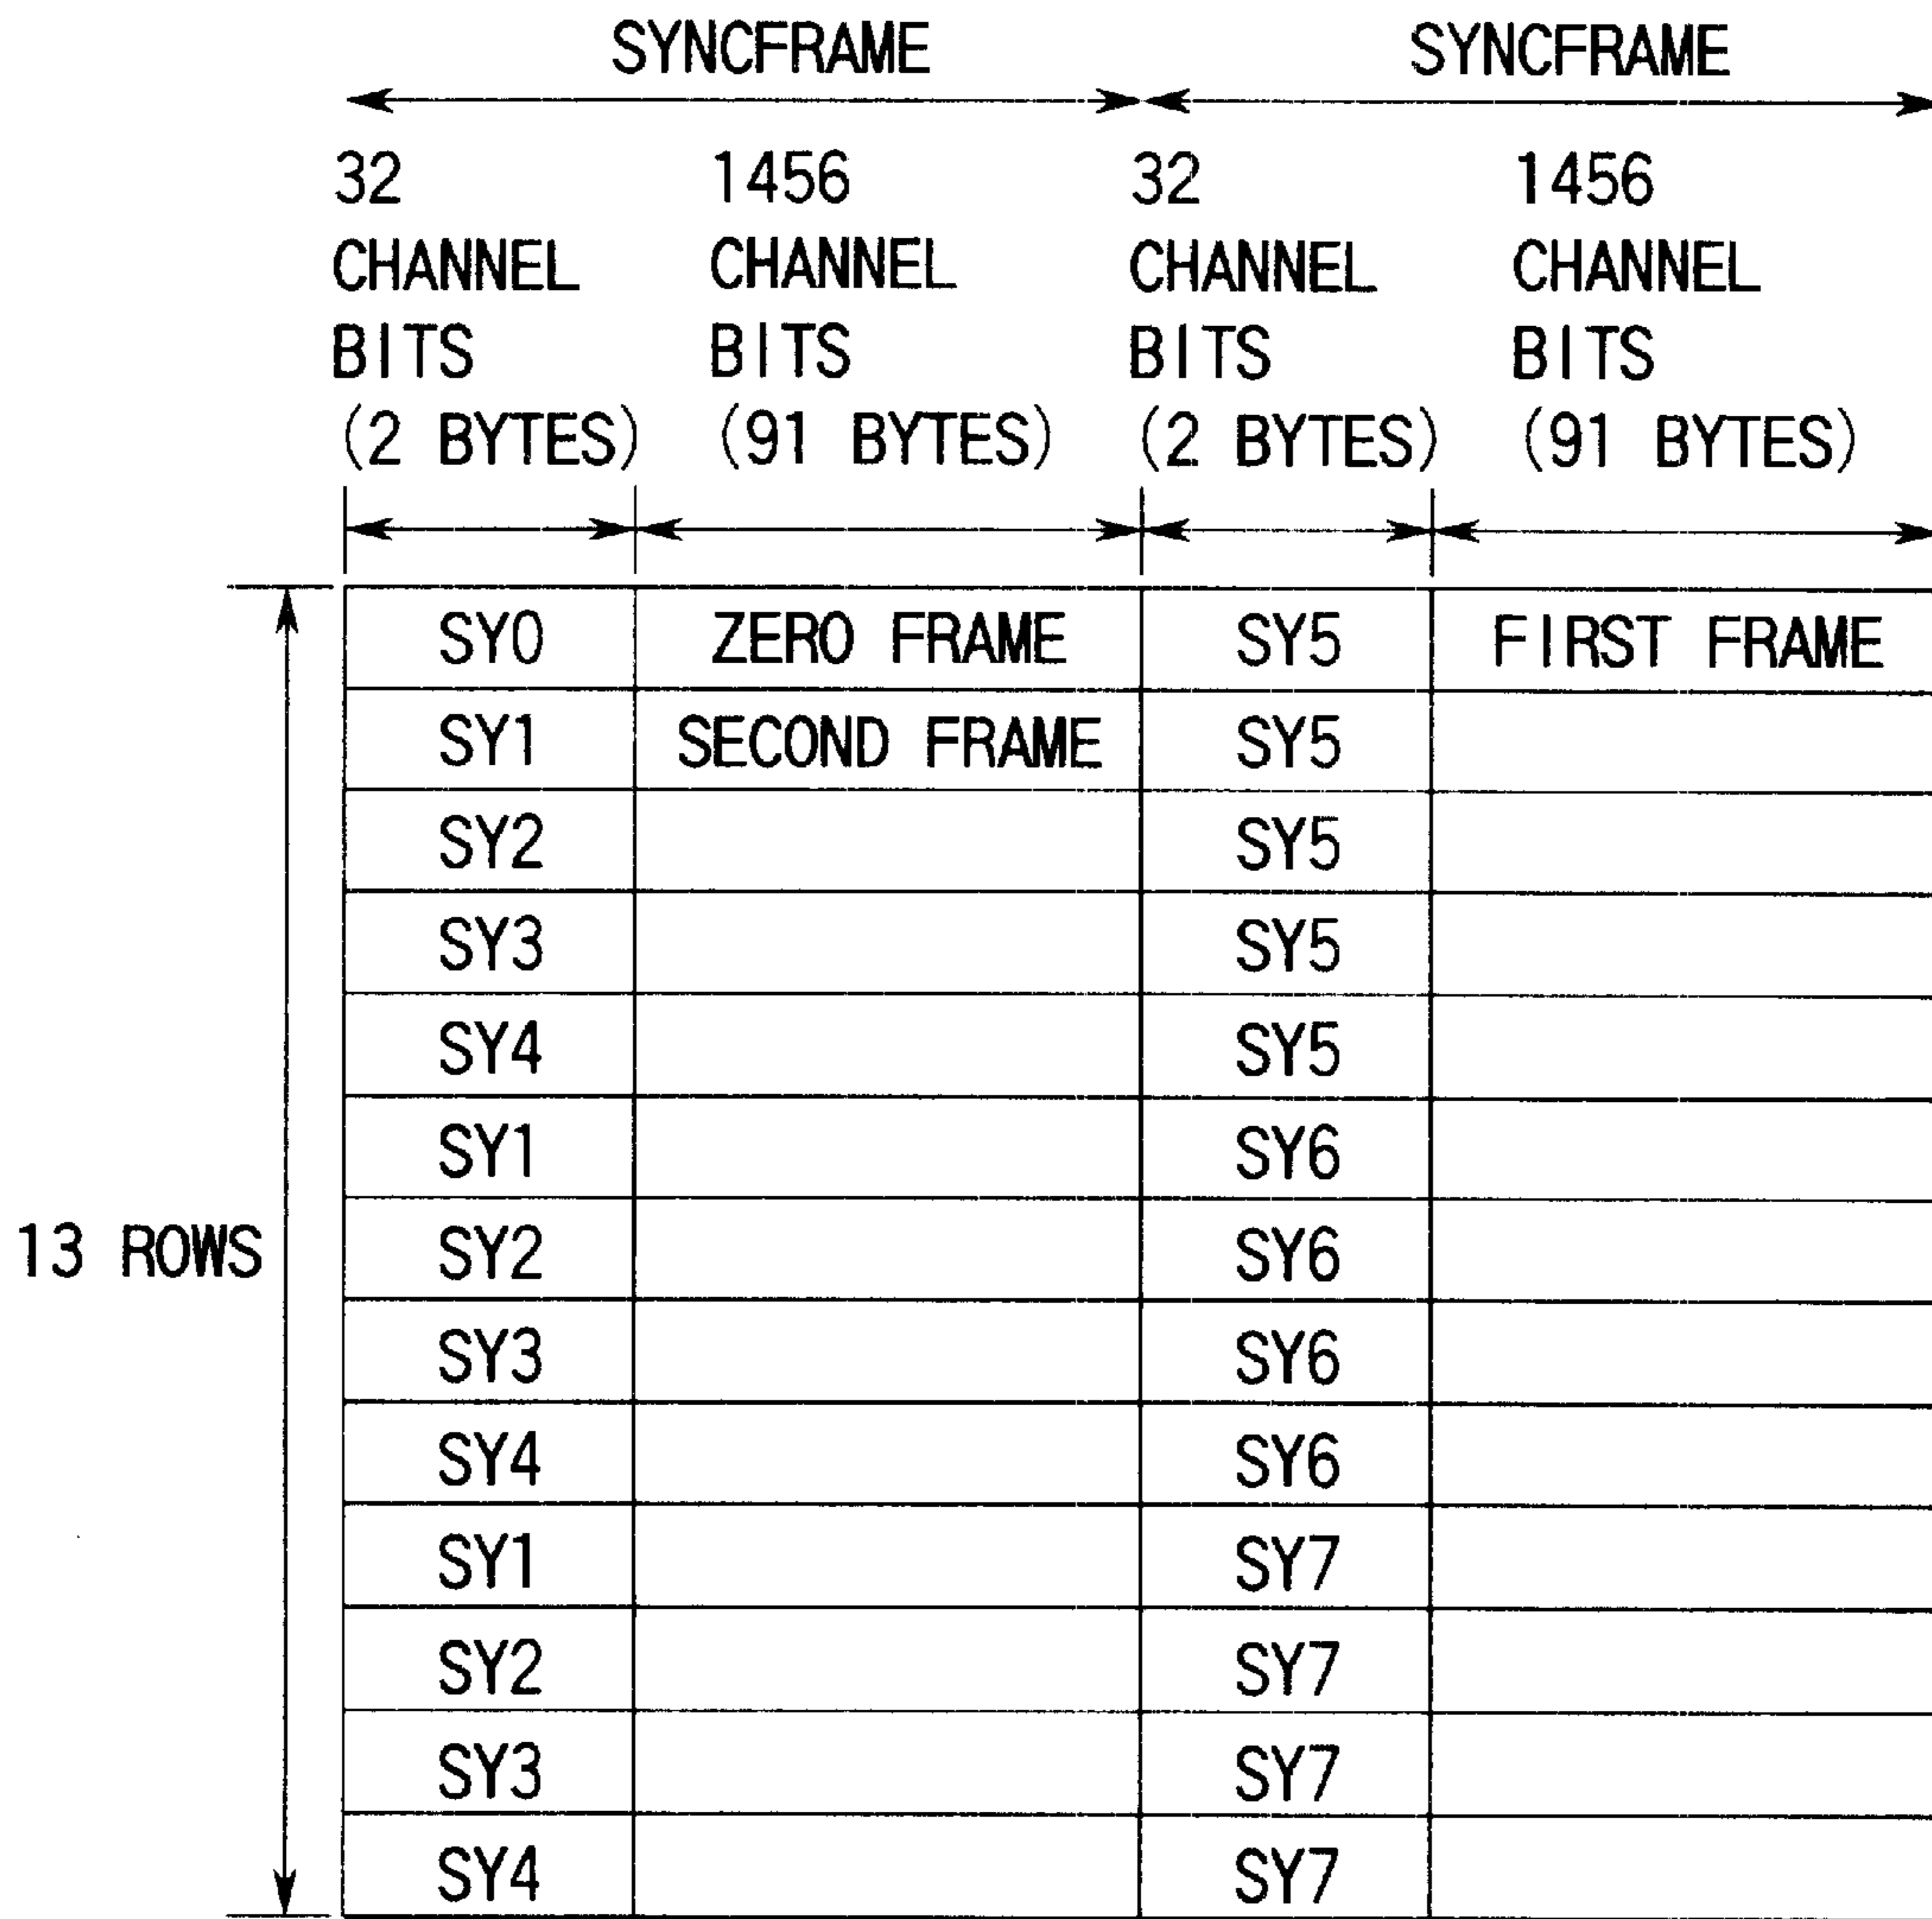 SYNCFRAME SYNCFRAME
32 1456 32 1456
CHANNEL CHANNEL CHANNEL CHANNEL
BITS BITS BITS BITS
(2 BYTES) (91 BYTES) (2 BYTES) (91 BYTES)
SY0 ZERO FRAME SY5 FIRST FRAME
SY1 SECOND FRAME SY5
SY2 SY5
SY3 SY5
SY4 SY5
SY1 SY6
13 ROWS SY2 SY6
SY3 SY6
SY4 SY6
SY1 SY7
SY2 SY7
SY3 SY7
SY4 SY7